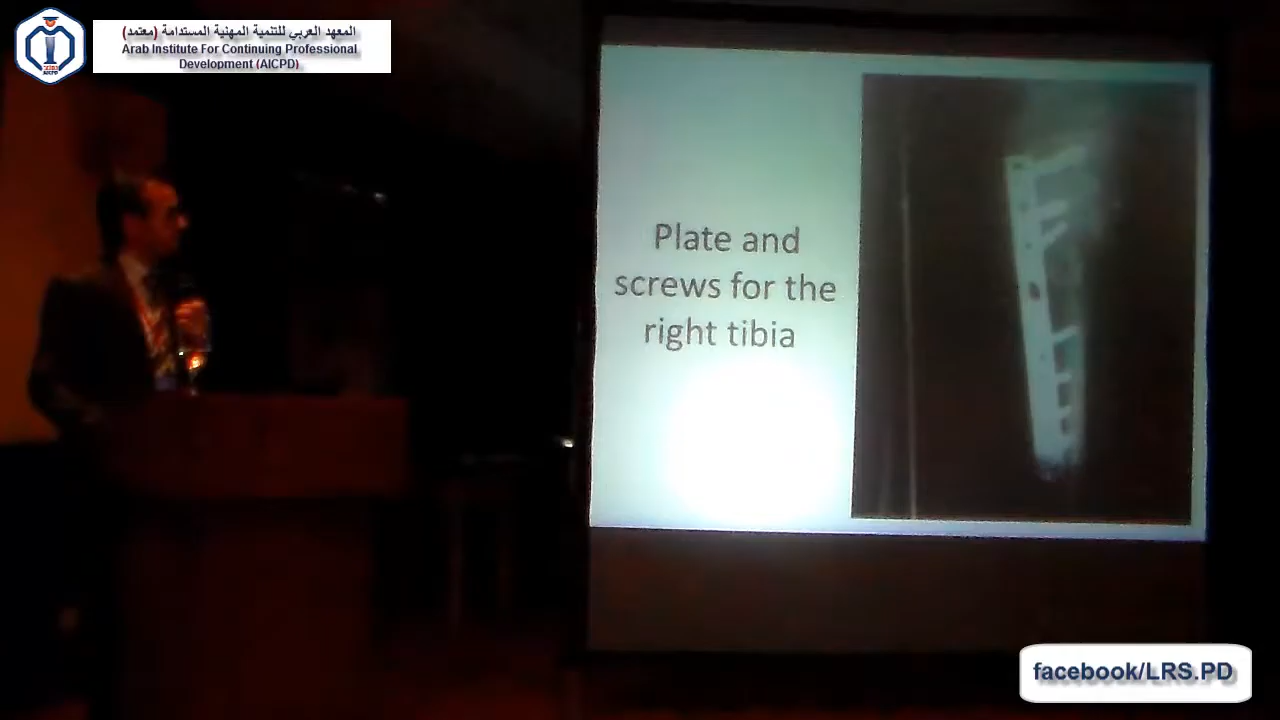 المعهد العربي للتنمية المهنية المستدامة (معتمد)
Arab Institute For Continuing Professional
Development (AICPD)
AICPD
Plate and
screws for the
right tibia
facebook/LRS.PD